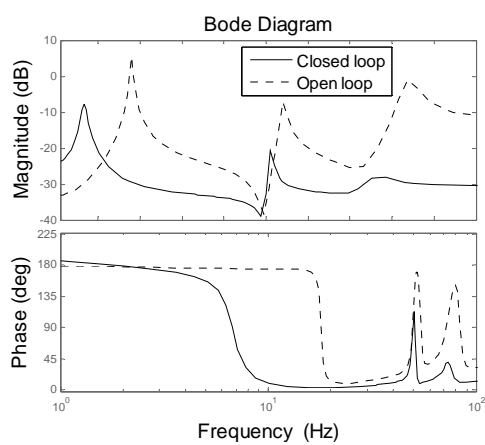 Bode Diagram
Magnitude (dB)
10
0
-10
-20
-30
-40
Closed loop
Open loop
Phase (deg)
225
180
135
90
45
0
10^0
10^1
10^2
Frequency (Hz)